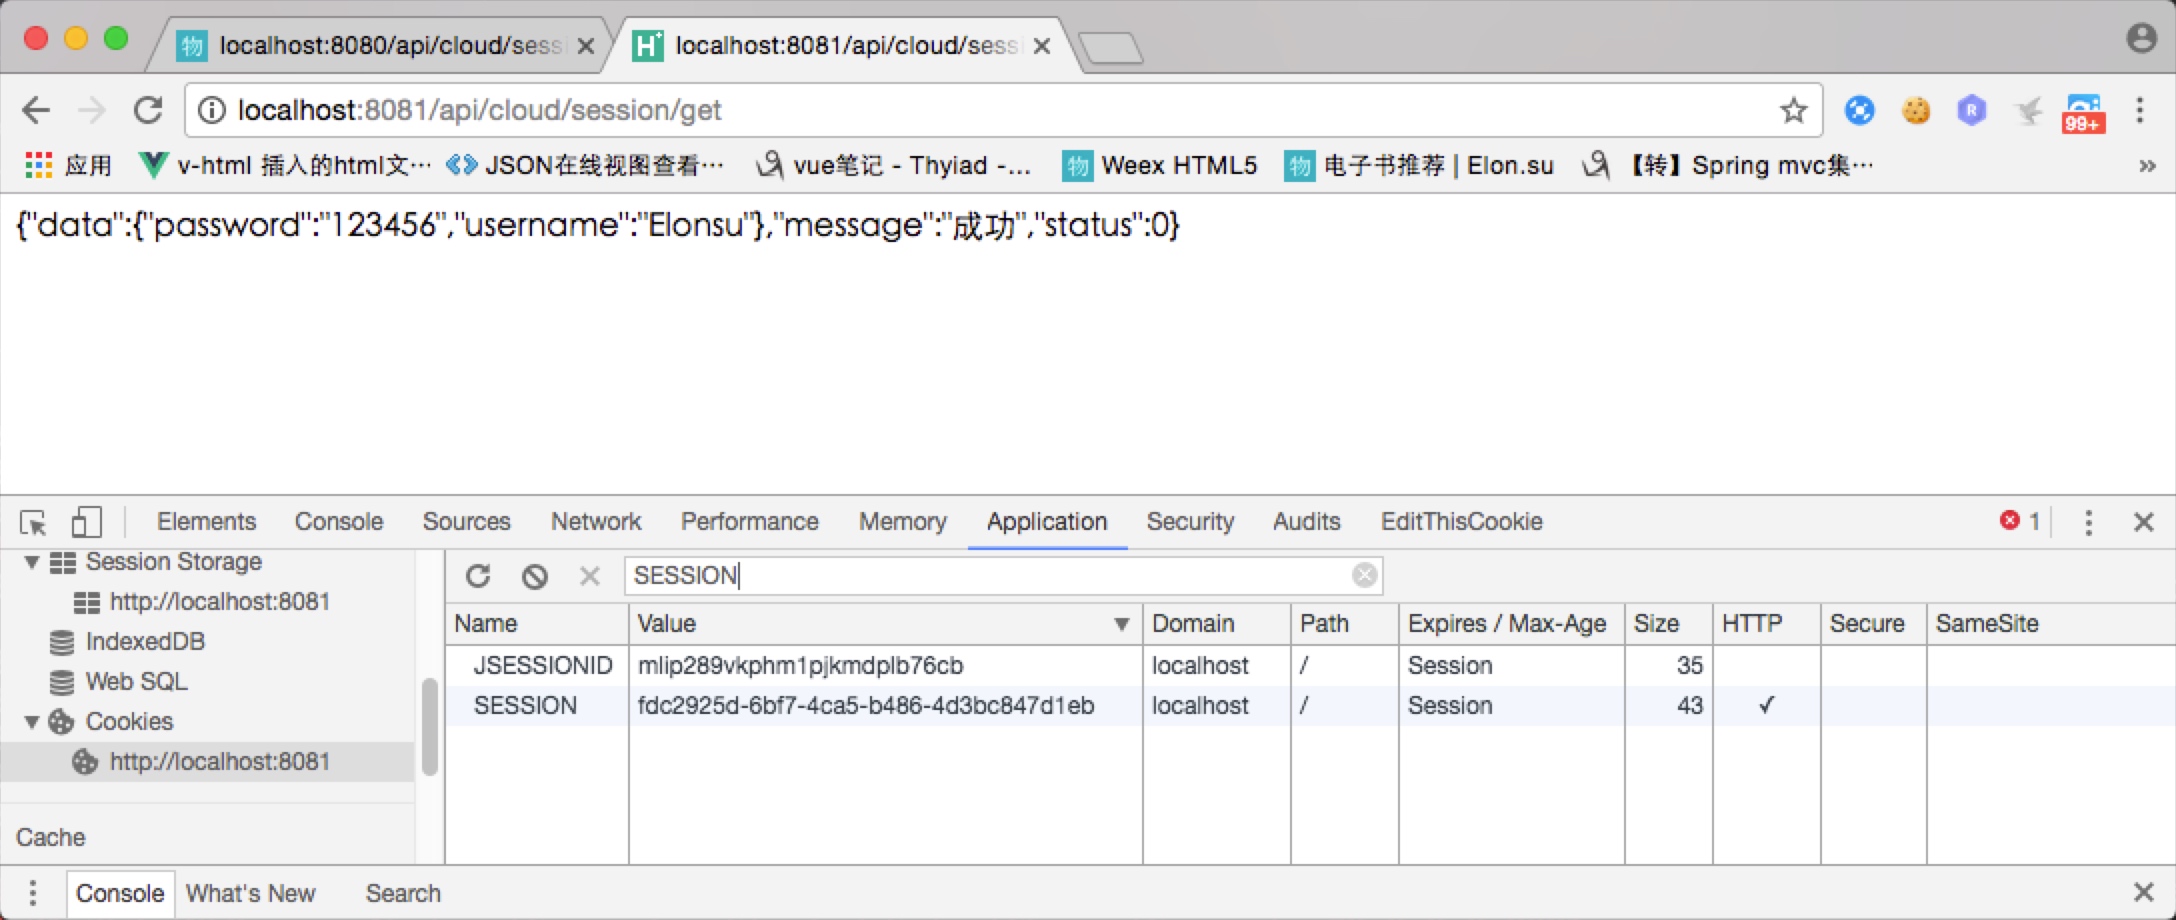 localhost:8080/api/cloud/sess
localhost:8081/api/cloud/sess
localhost:8081/api/cloud/session/get
99+
应用 v-html 插入的html文… JSON在线视图查看… vue笔记 - Thyiad -... 物 Weex HTML5 物 电子书推荐 | Elon.su 【转】Spring mvc集…
{"data":{"password":"123456","username":"Elonsu"},"message":"成功","status":0}
Elements Console Sources Network Performance Memory Application Security Audits EditThisCookie 1
Session Storage
http://localhost:8081
IndexedDB
Web SQL
Cookies
http://localhost:8081
Cache
SESSION
Name Value Domain Path Expires / Max-Age Size HTTP Secure SameSite
JSESSIONID mlip289vkphm1pjkmdplb76cb localhost / Session 35
SESSION fdc2925d-6bf7-4ca5-b486-4d3bc847d1eb localhost / Session 43 ✓
Console What's New Search